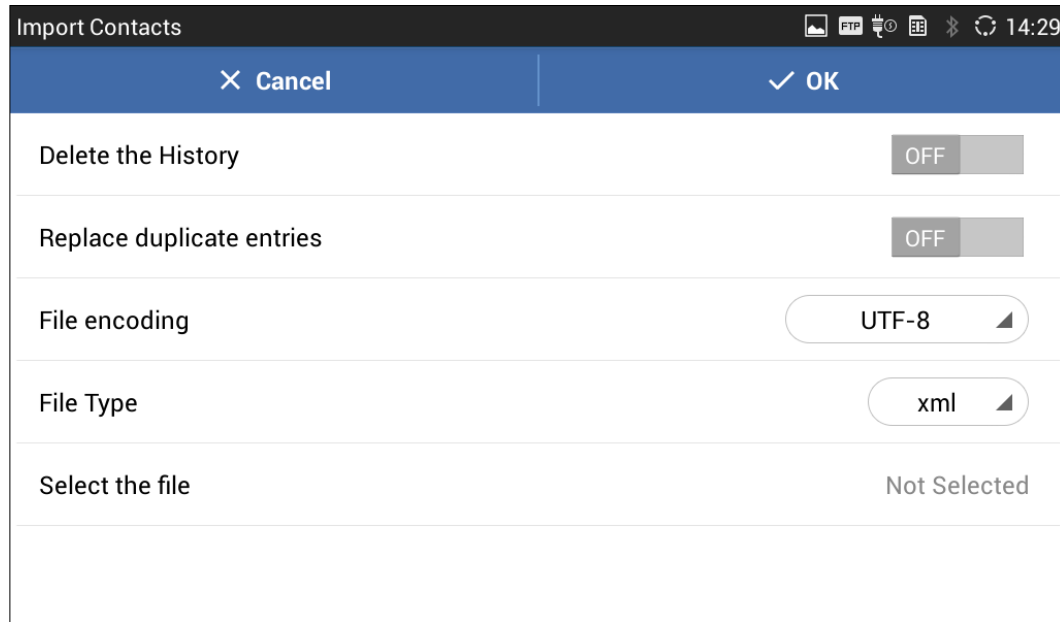 Import Contacts FTP 14:29
Cancel OK
Delete the History OFF
Replace duplicate entries OFF
File encoding UTF-8
File Type xml
Select the file Not Selected